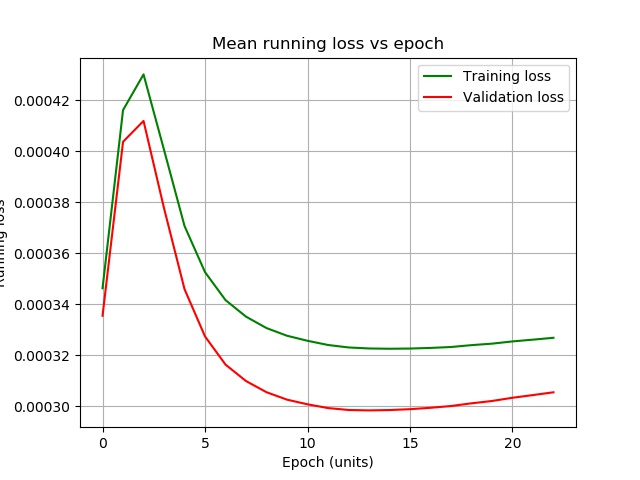 Mean running loss vs epoch
Training loss
Validation loss
0.00042
0.00040
0.00038
0.00036
0.00034
0.00032
0.00030
loss
0 5 10 15 20
Epoch (units)